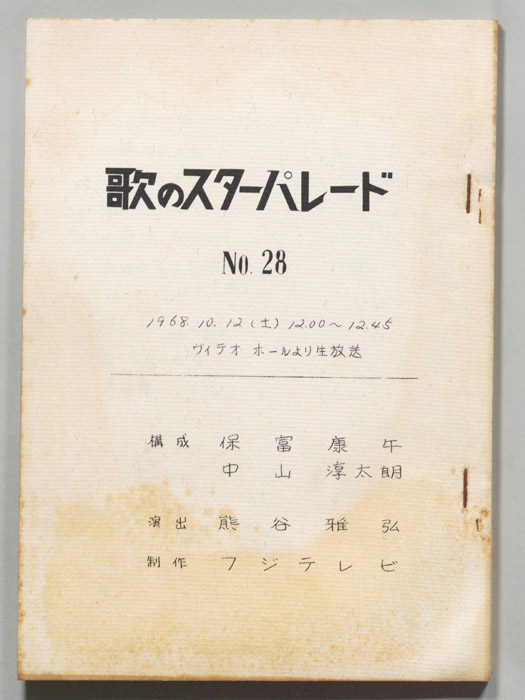 歌のスターパレード
No. 28
1968. 10. 12 (土) 12.00〜12.45
ヴィデオ ホールより生放送
構成 保富康午
中山淳太朗
演出 熊谷雅弘
制作 フジテレビ